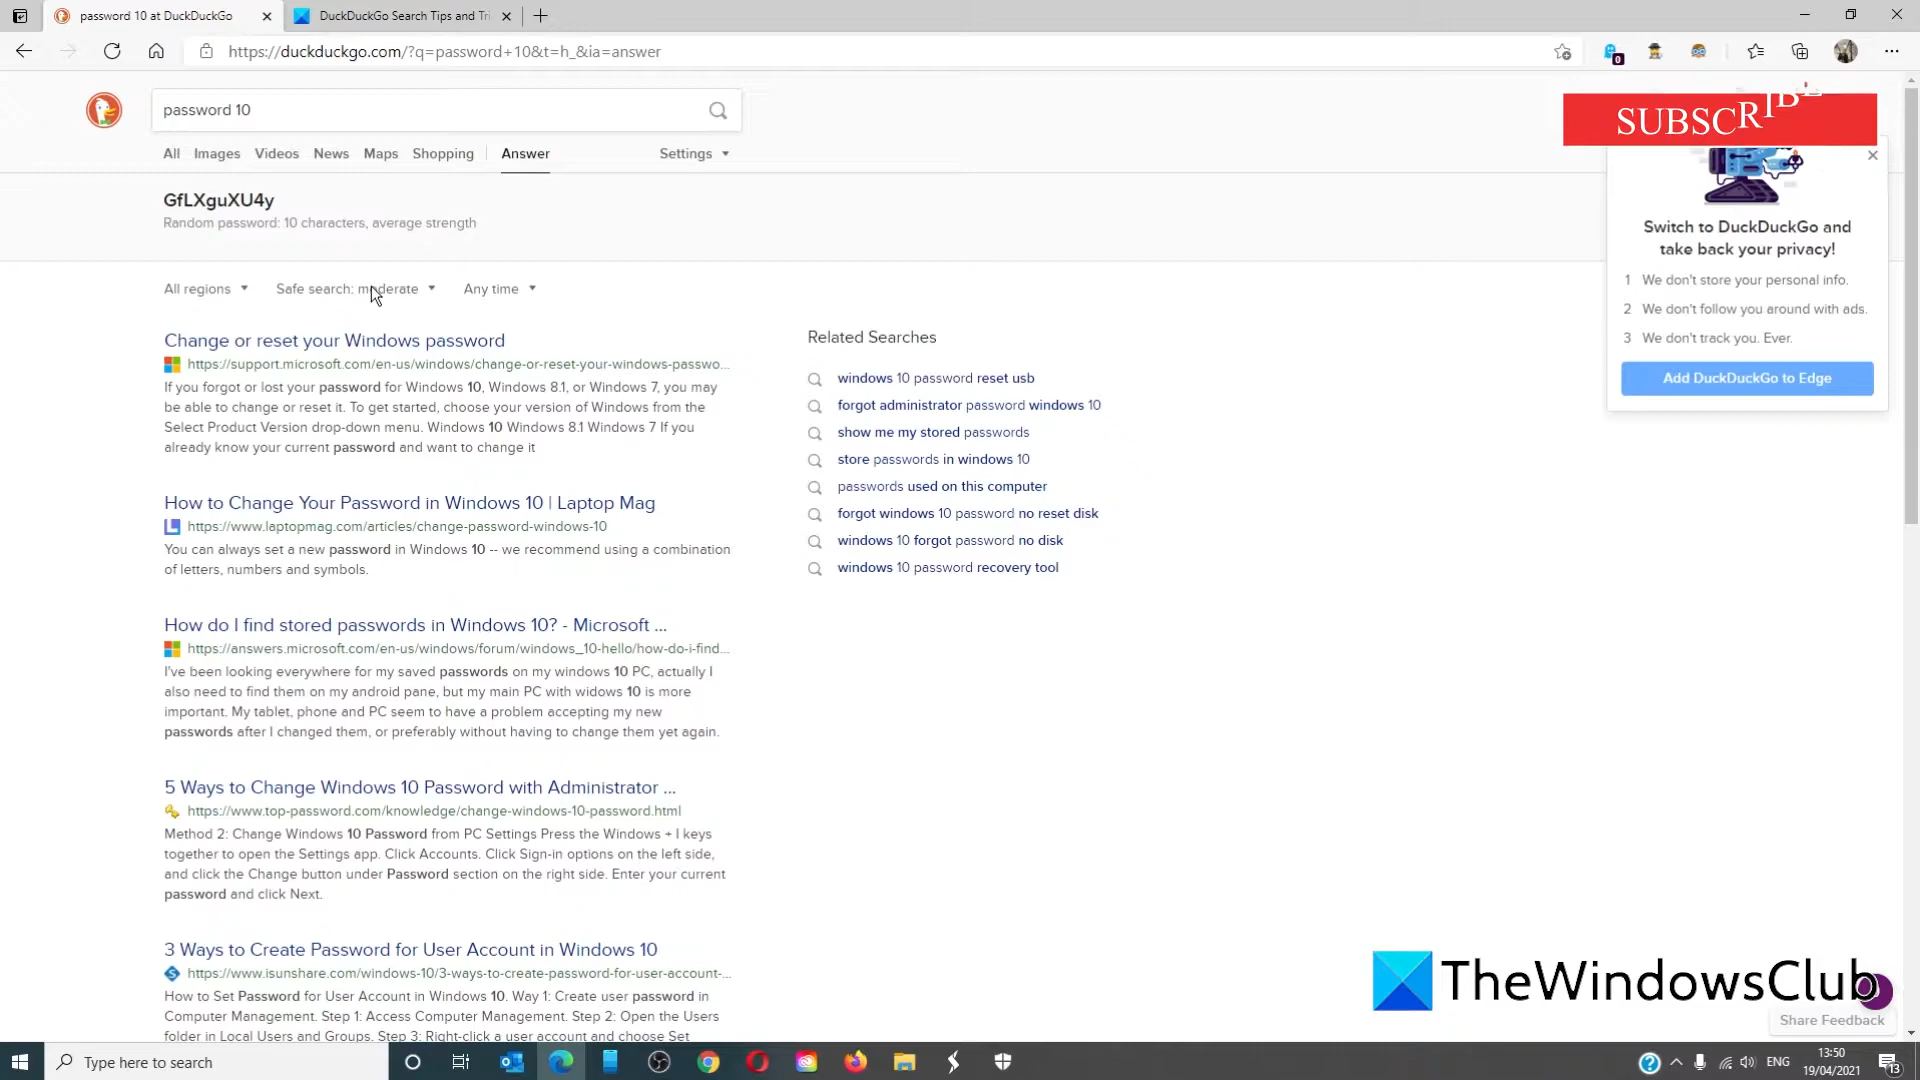 password 10 at DuckDuckGo
DuckDuckGo Search Tips and Tri
https://duckduckgo.com/?q=password+10&t=h_&ia=answer
0
password 10
SUBSCRIBE
All Images Videos News Maps Shopping Answer Settings
GfLXguXU4y
Random password: 10 characters, average strength
Switch to DuckDuckGo and
take back your privacy!
1 We don't store your personal info.
2 We don't follow you around with ads.
3 We don't track you. Ever.
Add DuckDuckGo to Edge
All regions Safe search: moderate Any time
Change or reset your Windows password
https://support.microsoft.com/en-us/windows/change-or-reset-your-windows-passwo...
If you forgot or lost your password for Windows 10, Windows 8.1, or Windows 7, you may
be able to change or reset it. To get started, choose your version of Windows from the
Select Product Version drop-down menu. Windows 10 Windows 8.1 Windows 7 If you
already know your current password and want to change it
How to Change Your Password in Windows 10 | Laptop Mag
https://www.laptopmag.com/articles/change-password-windows-10
You can always set a new password in Windows 10 -- we recommend using a combination
of letters, numbers and symbols.
How do I find stored passwords in Windows 10? - Microsoft ...
https://answers.microsoft.com/en-us/windows/forum/windows_10-hello/how-do-i-find...
I've been looking everywhere for my saved passwords on my windows 10 PC, actually I
also need to find them on my android pane, but my main PC with widows 10 is more
important. My tablet, phone and PC seem to have a problem accepting my new
passwords after I changed them, or preferably without having to change them yet again.
5 Ways to Change Windows 10 Password with Administrator ...
https://www.top-password.com/knowledge/change-windows-10-password.html
Method 2: Change Windows 10 Password from PC Settings Press the Windows + I keys
together to open the Settings app. Click Accounts. Click Sign-in options on the left side,
and click the Change button under Password section on the right side. Enter your current
password and click Next.
3 Ways to Create Password for User Account in Windows 10
https://www.isunshare.com/windows-10/3-ways-to-create-password-for-user-account-...
How to Set Password for User Account in Windows 10. Way 1: Create user password in
Computer Management. Step 1: Access Computer Management. Step 2: Open the Users
folder in Local Users and Groups. Step 3: Right-click a user account and choose Set
Related Searches
windows 10 password reset usb
forgot administrator password windows 10
show me my stored passwords
store passwords in windows 10
passwords used on this computer
forgot windows 10 password no reset disk
windows 10 forgot password no disk
windows 10 password recovery tool
TheWindowsClub
Share Feedback
Type here to search
ENG
13:50
19/04/2021
13